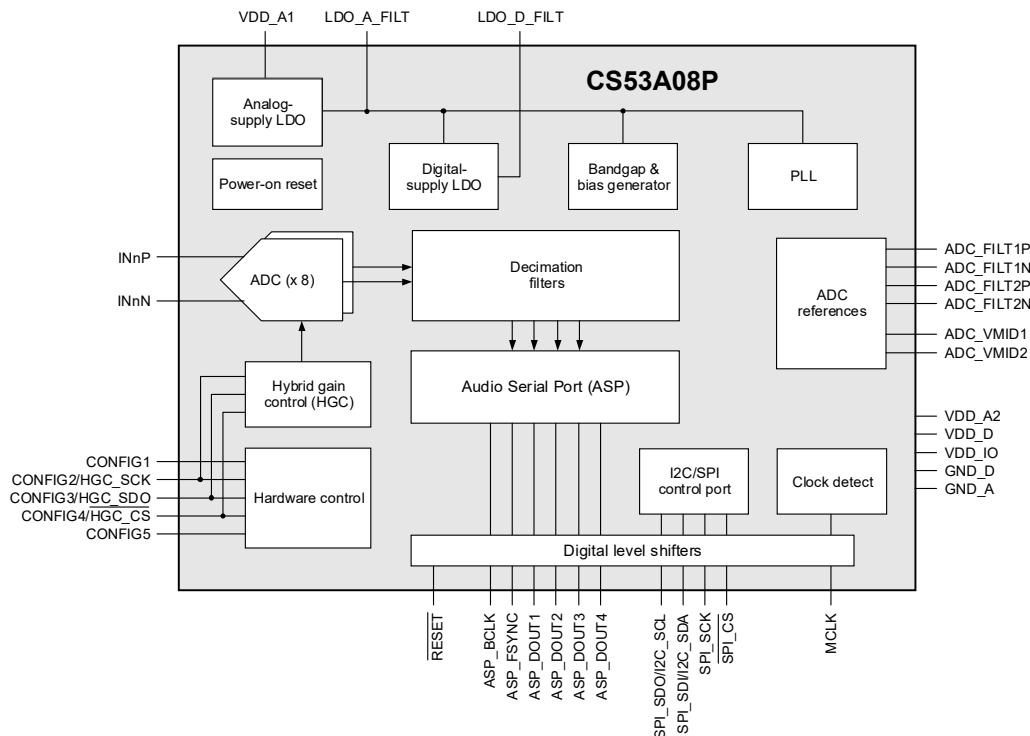 VDD_A1
LDO_A_FILT
LDO_D_FILT
CS53A08P
Analog-
supply LDO
Power-on reset
Digital-
supply LDO
Bandgap &
bias generator
PLL
INnP
INnN
ADC (x 8)
Decimation
filters
ADC
references
ADC_FILT1P
ADC_FILT1N
ADC_FILT2P
ADC_FILT2N
ADC_VMID1
ADC_VMID2
Hybrid gain
control (HGC)
Audio Serial Port (ASP)
VDD_A2
VDD_D
VDD_IO
GND_D
GND_A
CONFIG1
CONFIG2/HGC_SCK
CONFIG3/HGC_SDO
CONFIG4/HGC_CS
CONFIG5
Hardware control
I2C/SPI
control port
Clock detect
Digital level shifters
RESET
ASP_BCLK
ASP_FSYNC
ASP_DOUT1
ASP_DOUT2
ASP_DOUT3
ASP_DOUT4
SPI_SDO/I2C_SCL
SPI_SDI/I2C_SDA
SPI_SCK
SPI_CS
MCLK